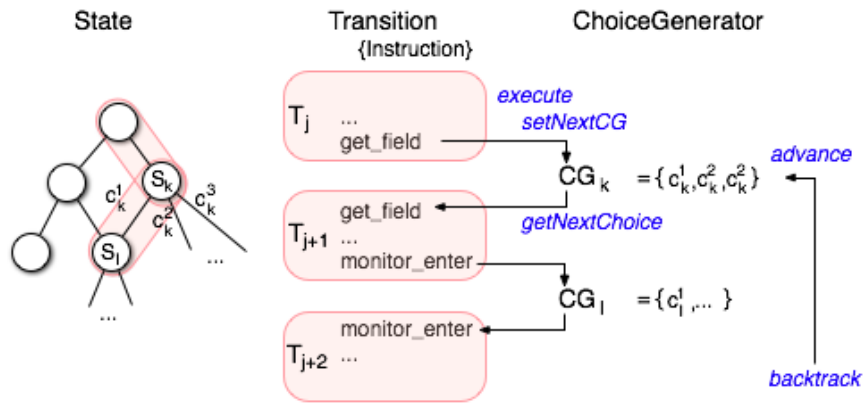 State
Transition
{Instruction}
ChoiceGenerator
T_j
...
get_field
execute
setNextCG
CG_k = { c_k^1, c_k^2, c_k^2 }
advance
S_k
c_k^1
c_k^2
c_k^3
S_l
...
...
T_j+1
get_field
...
monitor_enter
getNextChoice
CG_l = { c_l^1 ,... }
T_j+2
monitor_enter
...
backtrack